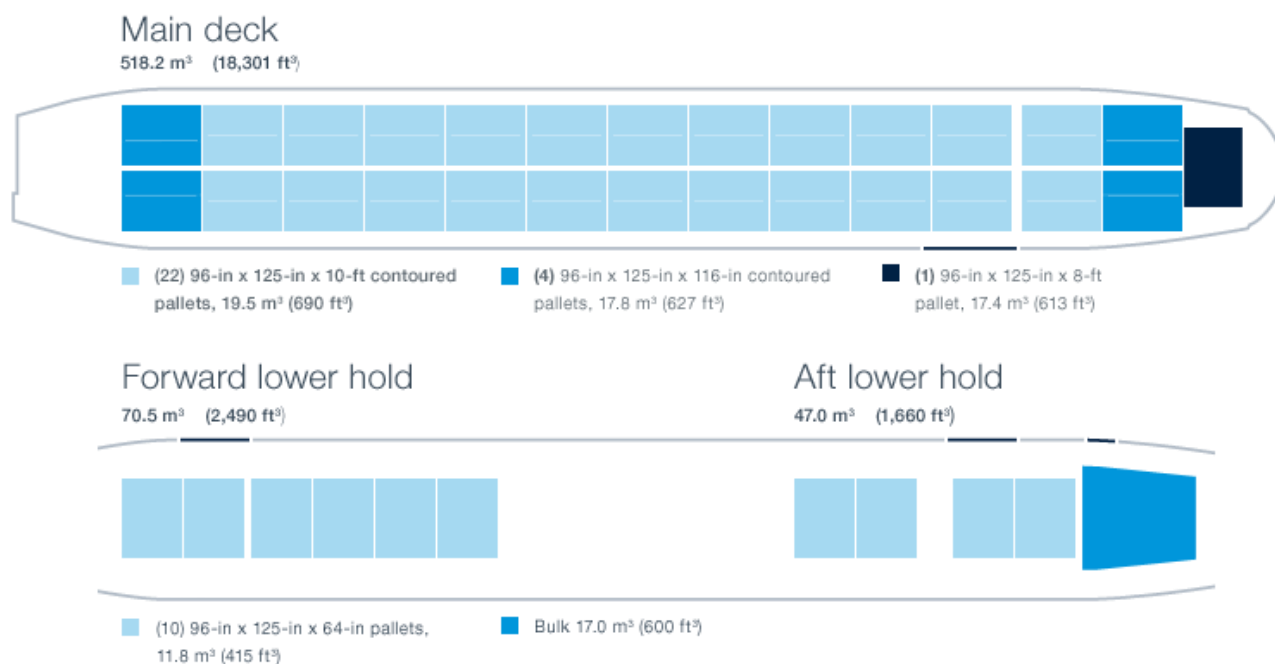 Main deck
518.2 m³ (18,301 ft³)
(22) 96-in x 125-in x 10-ft contoured
pallets, 19.5 m³ (690 ft³)
(4) 96-in x 125-in x 116-in contoured
pallets, 17.8 m³ (627 ft³)
(1) 96-in x 125-in x 8-ft
pallet, 17.4 m³ (613 ft³)
Forward lower hold
70.5 m³ (2,490 ft³)
Aft lower hold
47.0 m³ (1,660 ft³)
(10) 96-in x 125-in x 64-in pallets,
11.8 m³ (415 ft³)
Bulk 17.0 m³ (600 ft³)